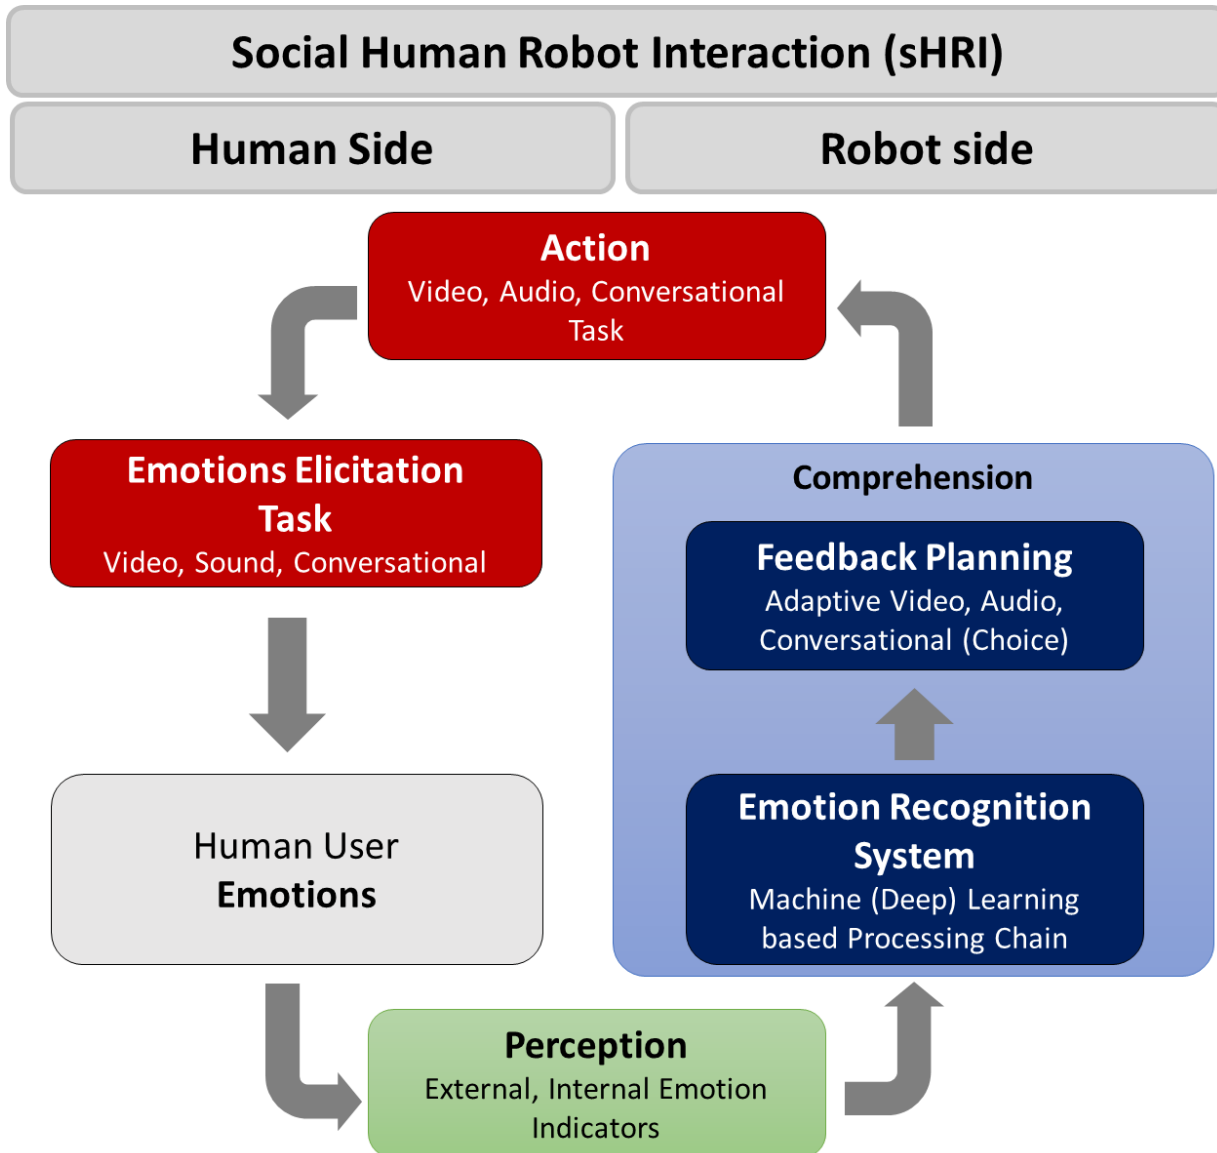 Social Human Robot Interaction (sHRI)
Human Side
Robot side
Action
Video, Audio, Conversational
Task
Emotions Elicitation
Task
Video, Sound, Conversational
Comprehension
Feedback Planning
Adaptive Video, Audio,
Conversational (Choice)
Human User
Emotions
Emotion Recognition
System
Machine (Deep) Learning
based Processing Chain
Perception
External, Internal Emotion
Indicators